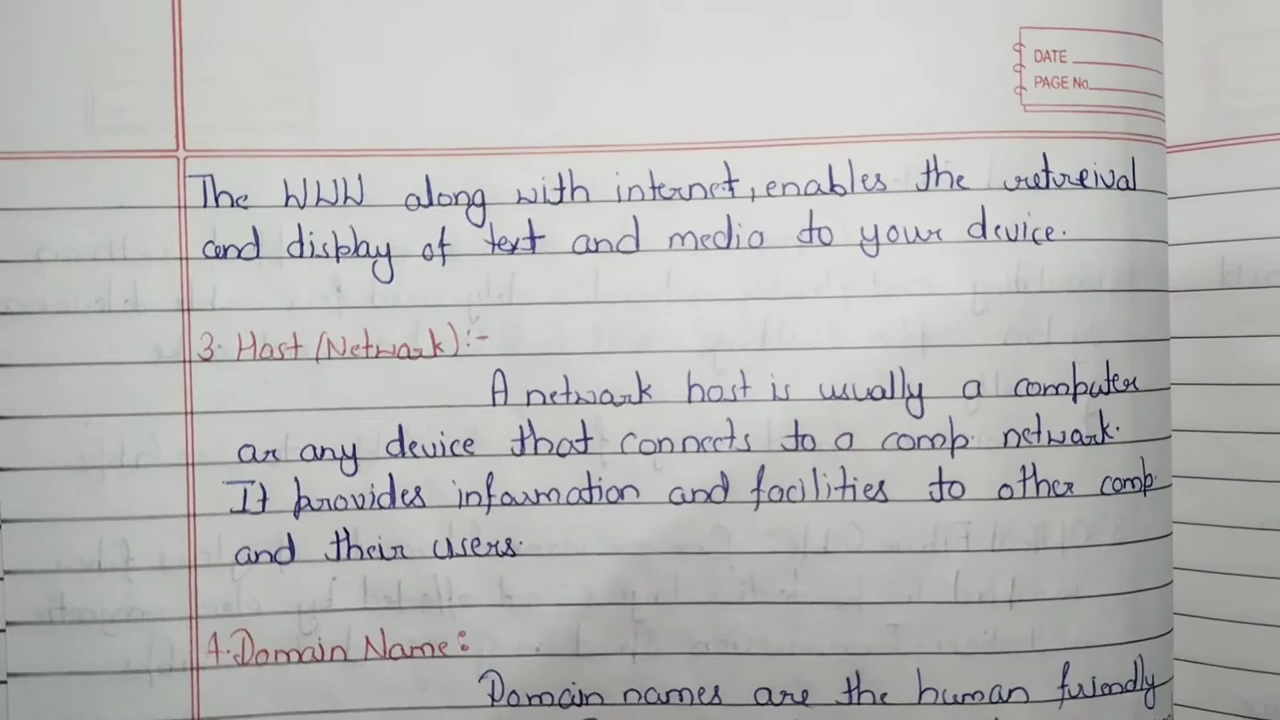 DATE
PAGE No.
The WWW along with internet, enables the retreival
and display of text and media to your device.
3. Host (Network):-
A network host is usually a computer
or any device that connects to a comp. network.
It provides information and facilities to other comp.
and their users.
4. Domain Name:
Domain names are the human friendly